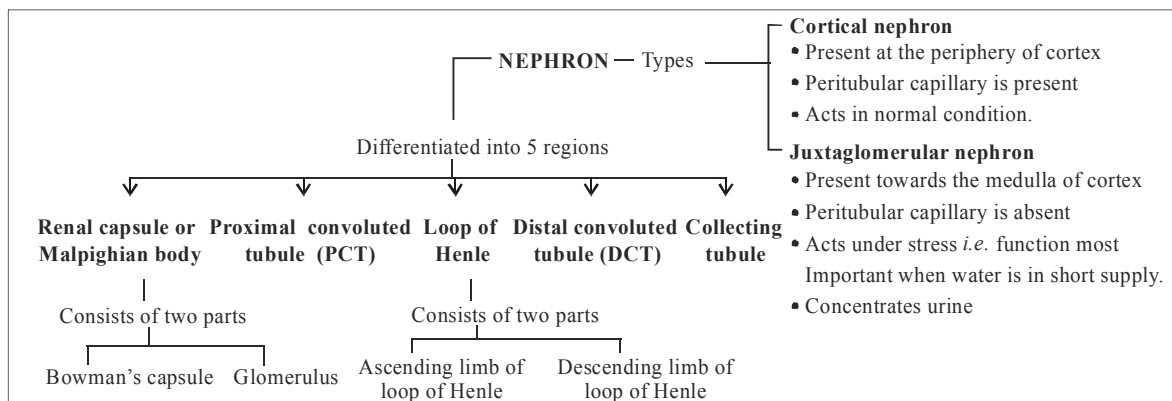 NEPHRON — Types
Cortical nephron
• Present at the periphery of cortex
• Peritubular capillary is present
• Acts in normal condition.
Juxtaglomerular nephron
• Present towards the medulla of cortex
• Peritubular capillary is absent
• Acts under stress i.e. function most
Important when water is in short supply.
• Concentrates urine
Differentiated into 5 regions
Renal capsule or
Malpighian body
Proximal convoluted
tubule (PCT)
Loop of
Henle
Distal convoluted
tubule (DCT)
Collecting
tubule
Consists of two parts
Bowman's capsule
Glomerulus
Consists of two parts
Ascending limb of
loop of Henle
Descending limb of
loop of Henle